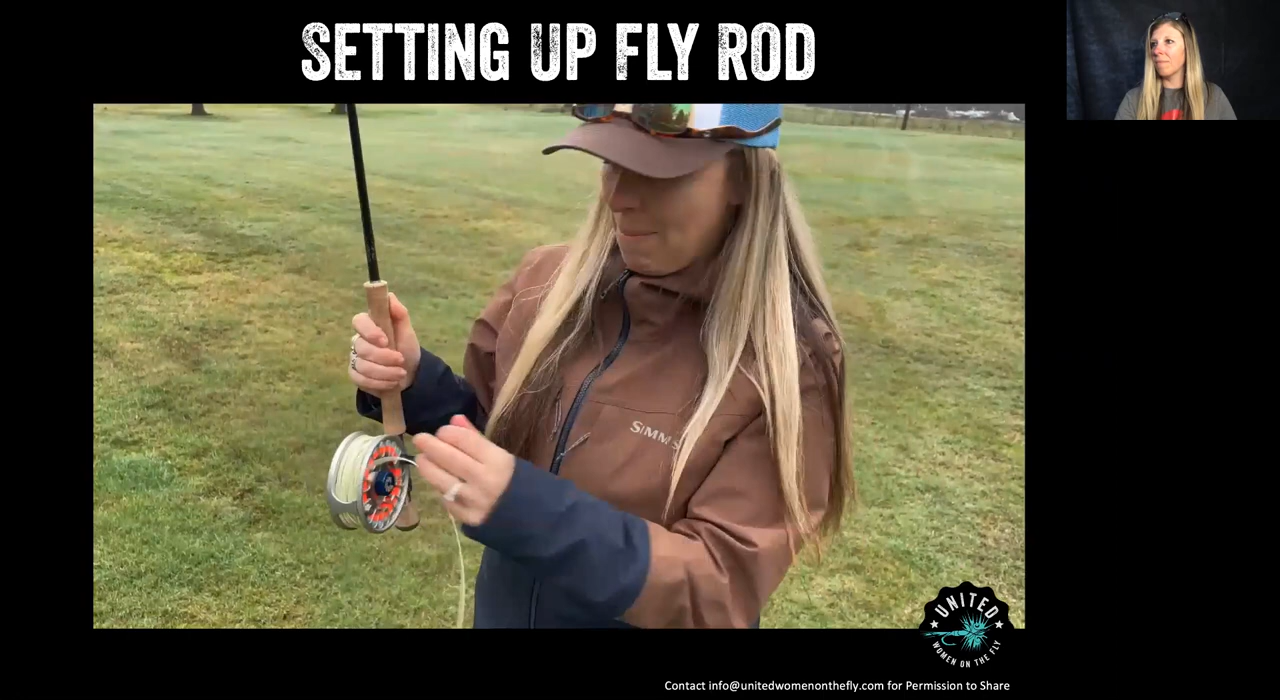 SETTING UP FLY ROD
SIMMS
UNITED
WOMEN ON THE FLY
Contact info@unitedwomenonthefly.com for Permission to Share